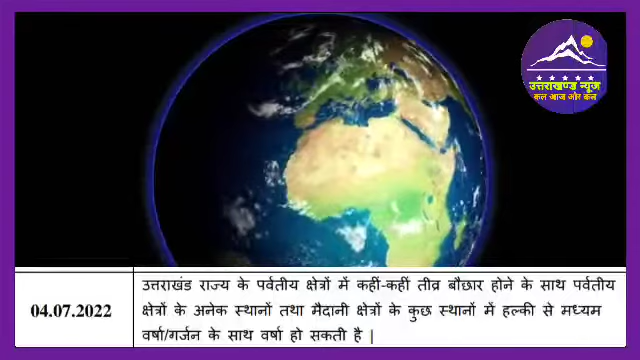 उत्तराखण्ड न्यूज
कल आज और कल
उत्तराखंड राज्य के पर्वतीय क्षेत्रों में कहीं-कहीं तीव्र बौछार होने के साथ पर्वतीय
04.07.2022
क्षेत्रों के अनेक स्थानों तथा मैदानी क्षेत्रों के कुछ स्थानों में हल्की से मध्यम
वर्षा/गर्जन के साथ वर्षा हो सकती है |